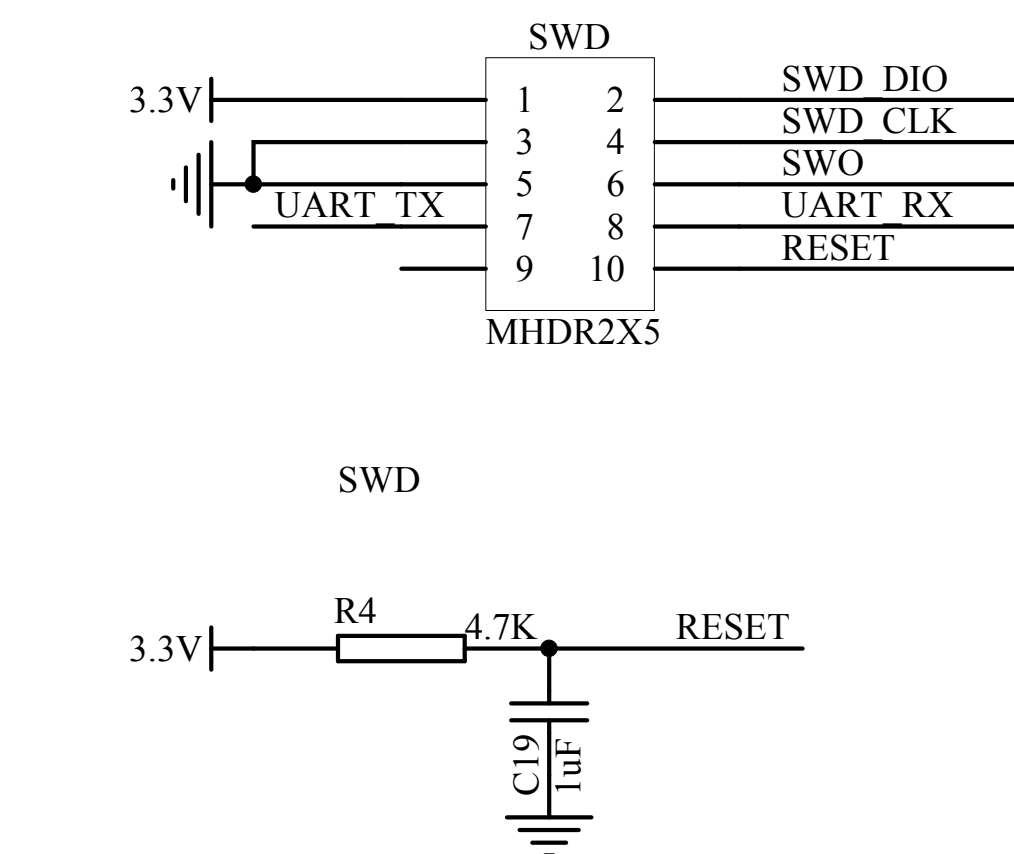 SWD
3.3V 1 2 SWD_DIO
3 4 SWD_CLK
5 6 SWO
UART_TX 7 8 UART_RX
9 10 RESET
MHDR2X5
SWD
R4
3.3V 4.7K RESET
C19
1uF